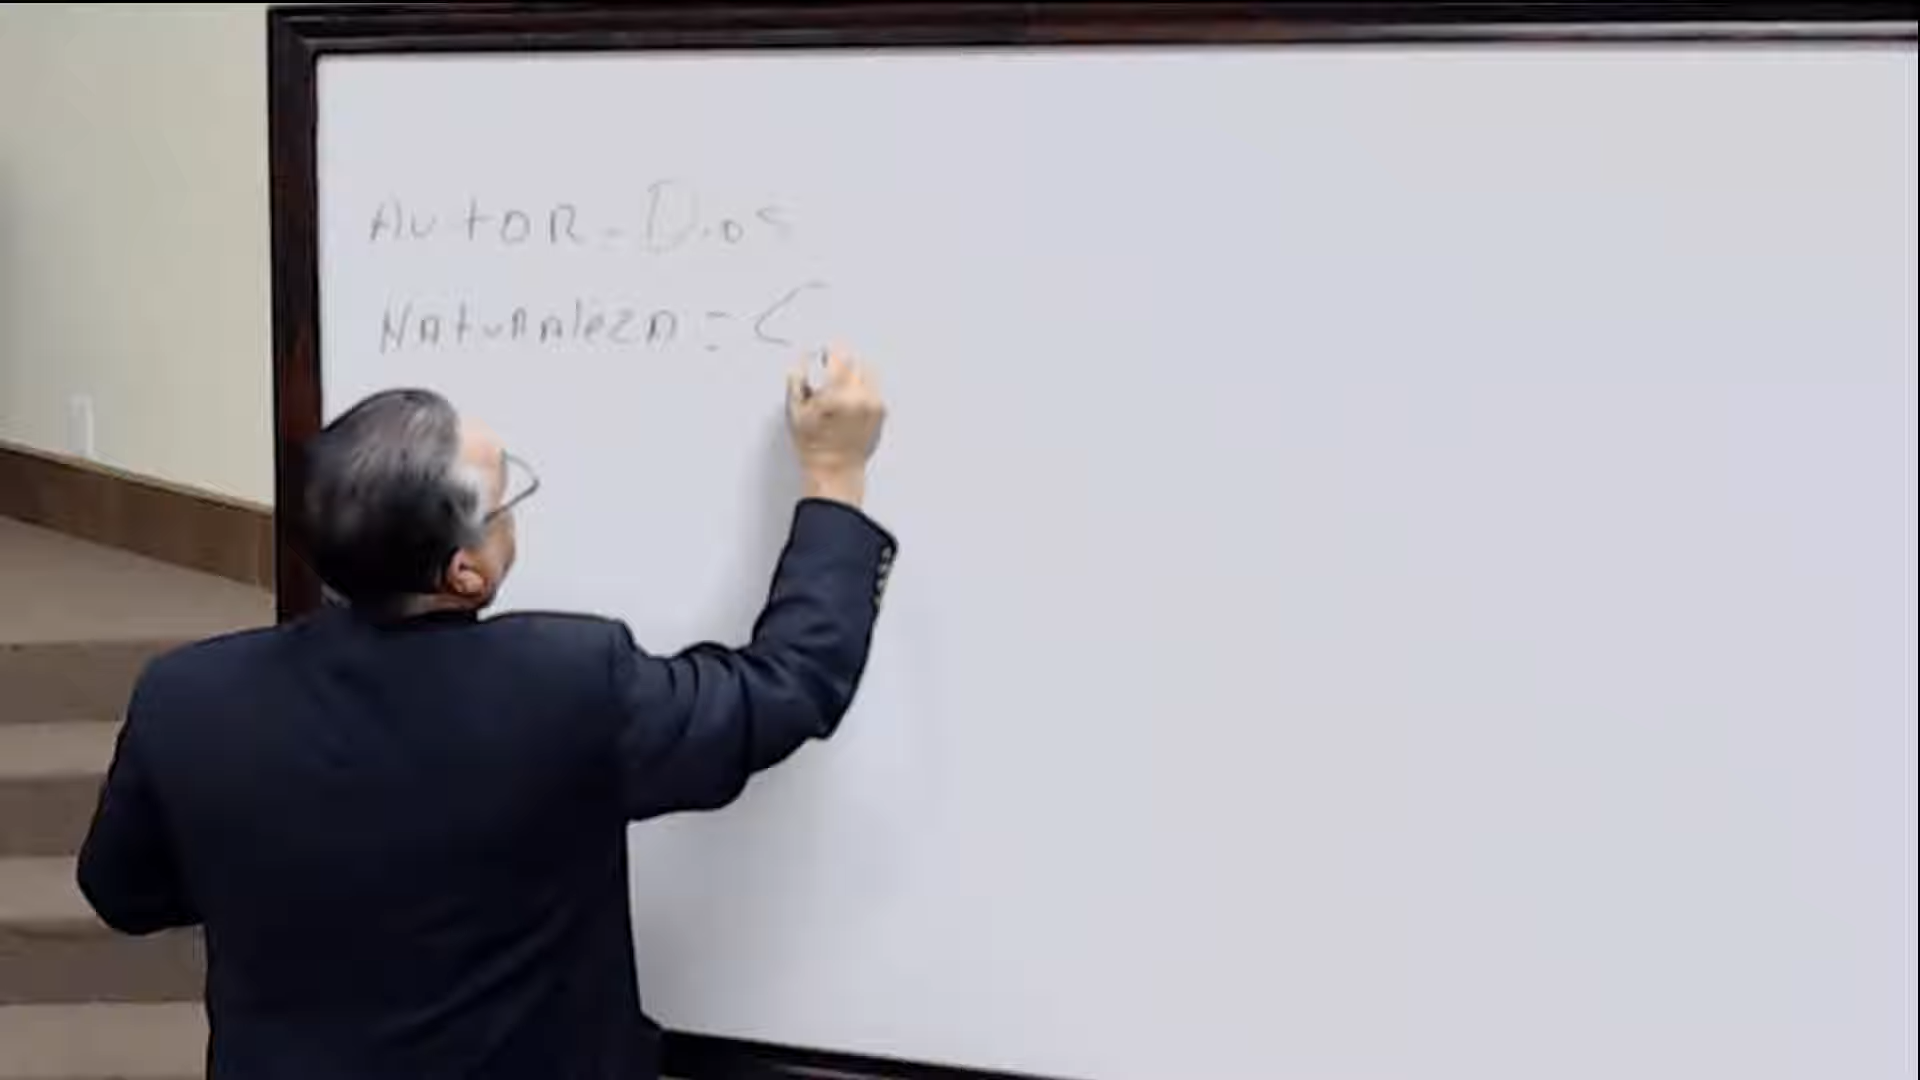 AUTOR - Dios
NATURAlEZA = C